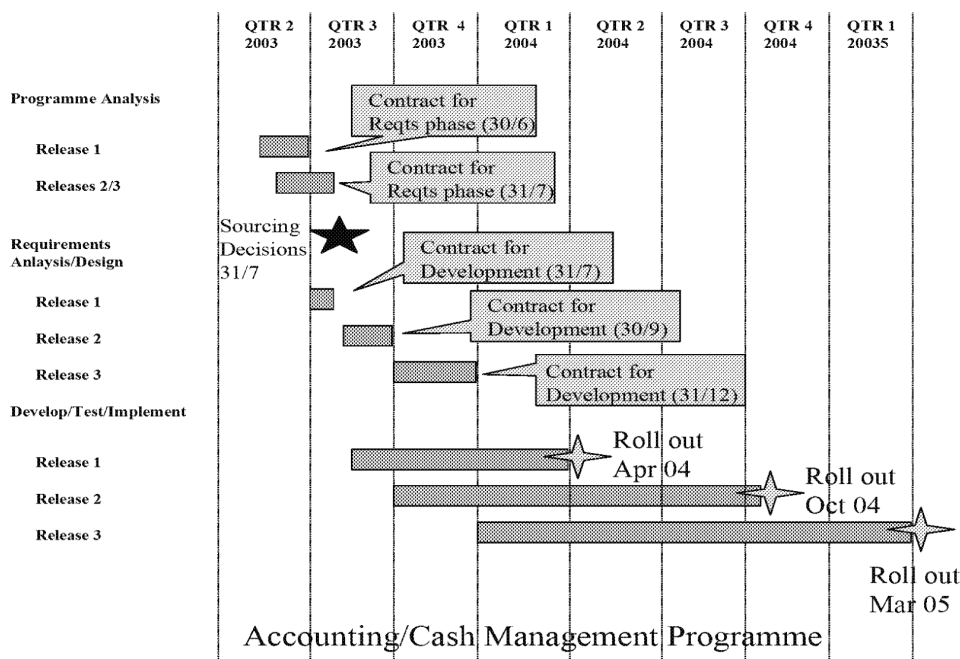 QTR 2 QTR 3 QTR 4 QTR 1 QTR 2 QTR 3 QTR 4 QTR 1
2003 2003 2003 2004 2004 2004 2004 20035
Programme Analysis
Contract for
Reqts phase (30/6)
Release 1
Contract for
Reqts phase (31/7)
Releases 2/3
Sourcing
Decisions
31/7
Requirements
Anlaysis/Design
Contract for
Development (31/7)
Release 1
Contract for
Development (30/9)
Release 2
Contract for
Development (31/12)
Release 3
Develop/Test/Implement
Roll out
Apr 04
Release 1
Roll out
Oct 04
Release 2
Release 3
Roll out
Mar 05
Accounting/Cash Management Programme